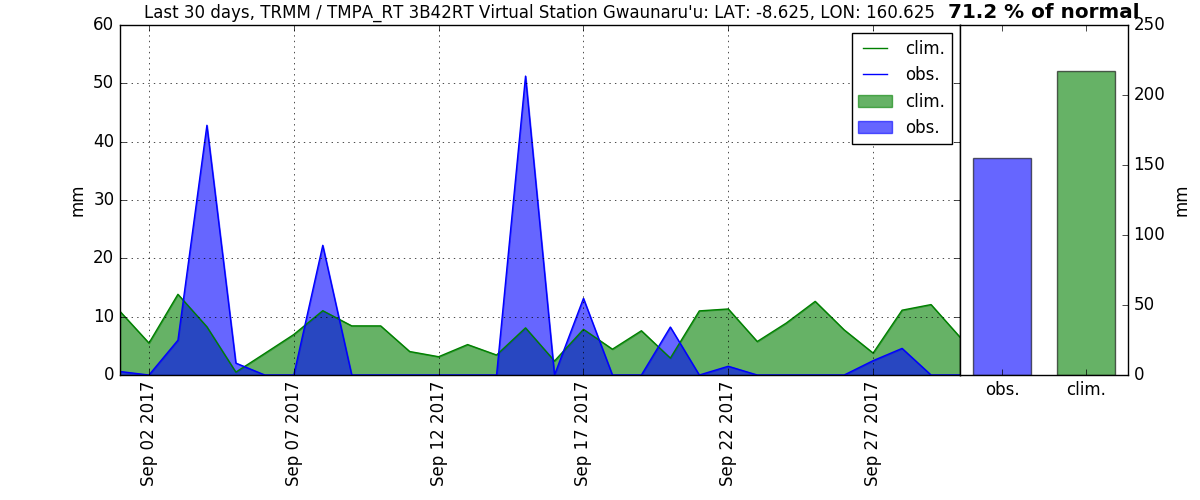 Last 30 days, TRMM / TMPA_RT 3B42RT Virtual Station Gwaunaru'u: LAT: -8.625, LON: 160.625 71.2 % of normal
60
50
40
30
20
10
0
mm
clim.
obs.
clim.
obs.
250
200
150
100
50
0
mm
Sep 02 2017
Sep 07 2017
Sep 12 2017
Sep 17 2017
Sep 22 2017
Sep 27 2017
obs. clim.